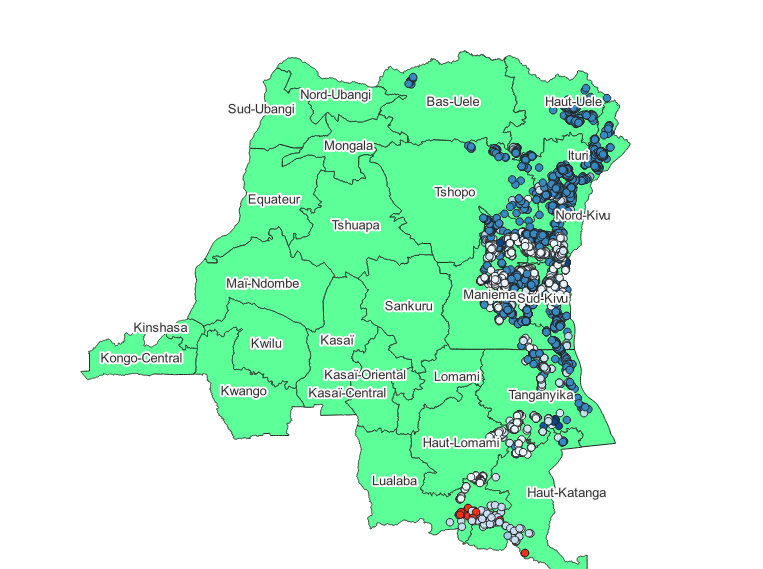 Nord-Ubangi
Bas-Uele
Haut-Uele
Sud-Ubangi
Mongala
Ituri
Tshopo
Equateur
Nord-Kivu
Tshuapa
Maï-Ndombe
Maniema
Sud-Kivu
Sankuru
Kinshasa
Kwilu
Kasaï
Kongo-Central
Kasaï-Oriental
Lomami
Kwango
Kasaï-Central
Tanganyika
Haut-Lomami
Lualaba
Haut-Katanga